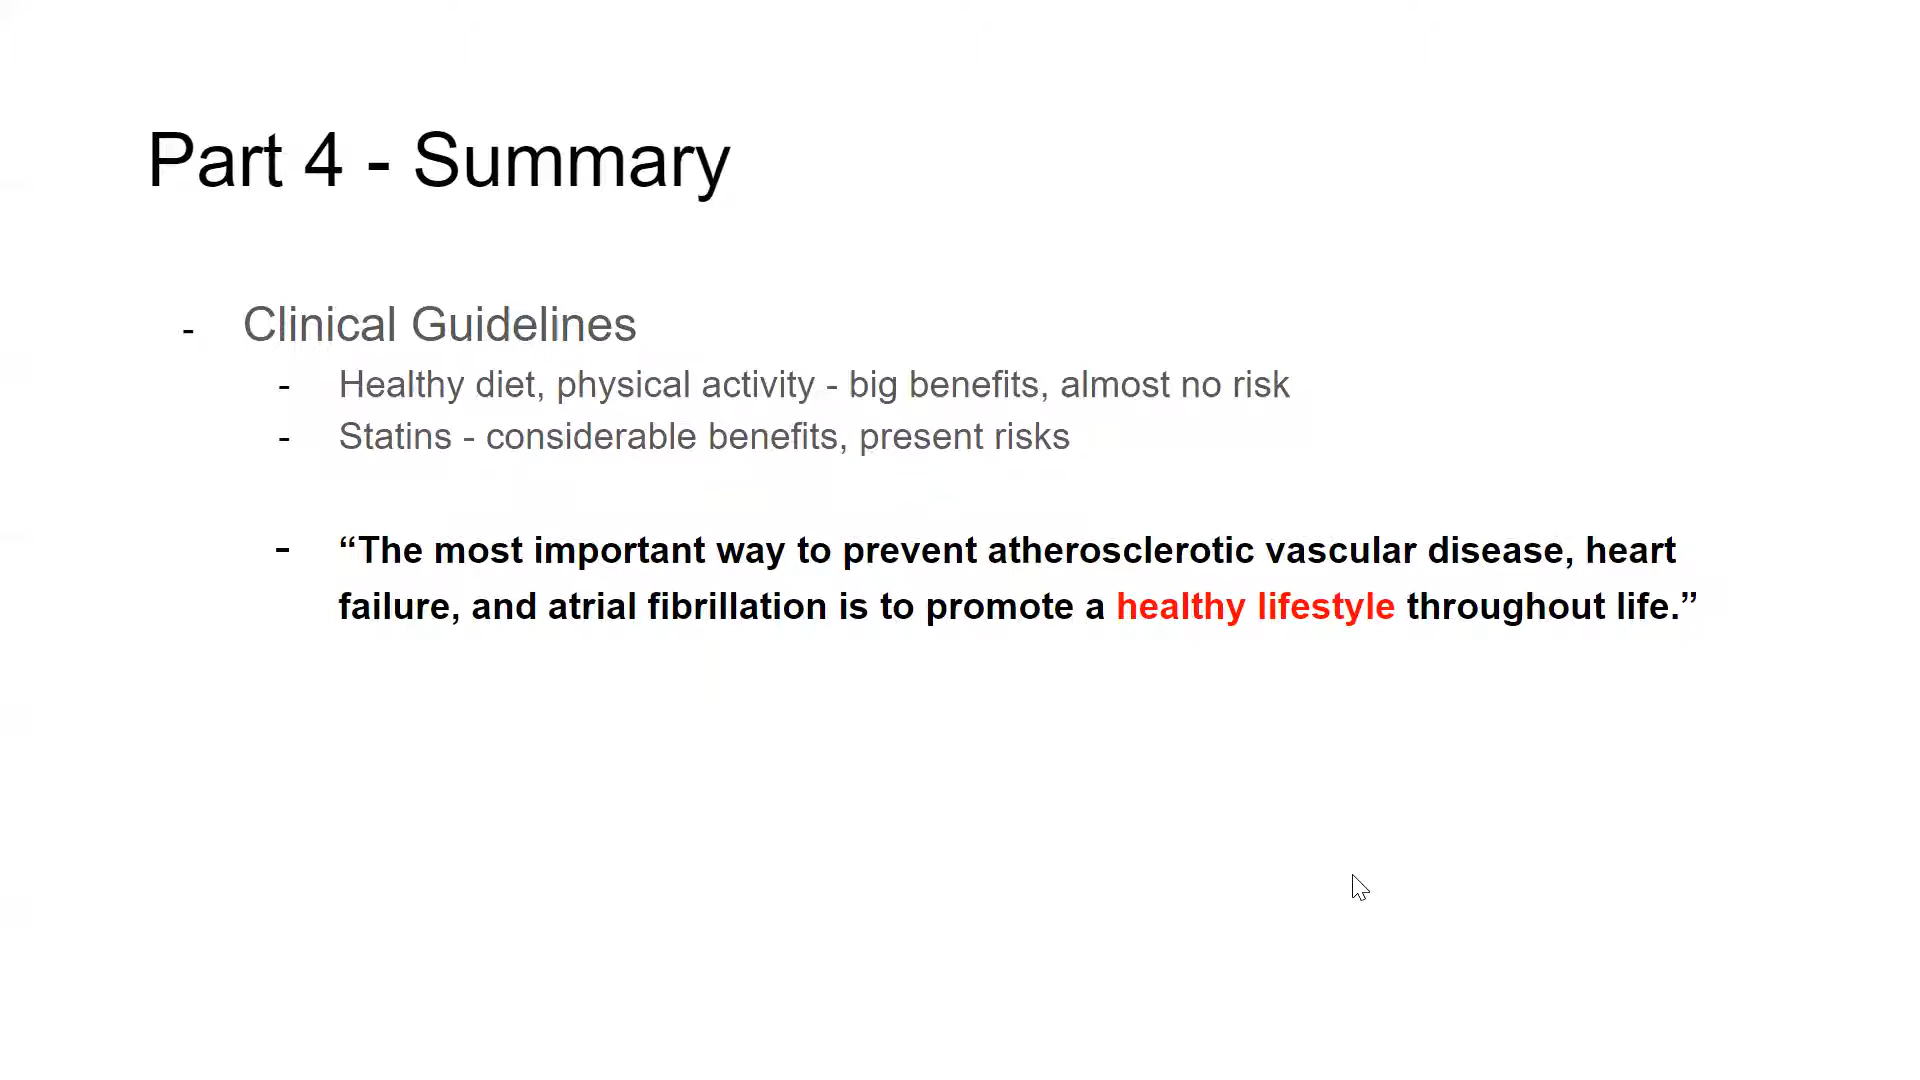 Part 4 - Summary
- Clinical Guidelines
- Healthy diet, physical activity - big benefits, almost no risk
- Statins - considerable benefits, present risks
- “The most important way to prevent atherosclerotic vascular disease, heart
failure, and atrial fibrillation is to promote a healthy lifestyle throughout life.”